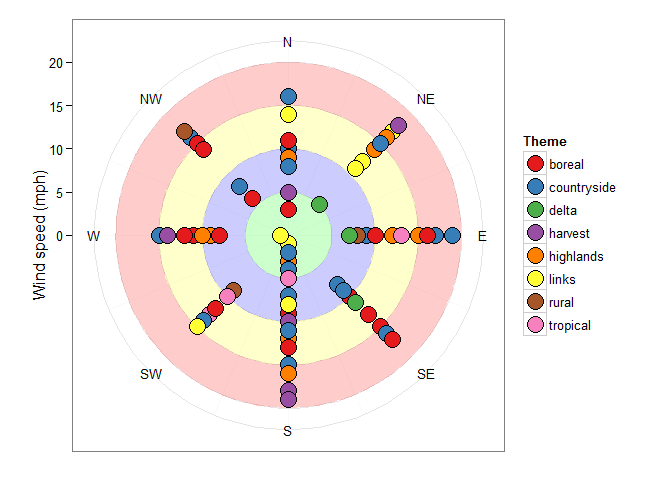 N
20
NW
NE
15
Theme
boreal
10
countryside
delta
5
harvest
0
W
E
highlands
links
rural
tropical
Wind speed (mph)
SW
SE
S